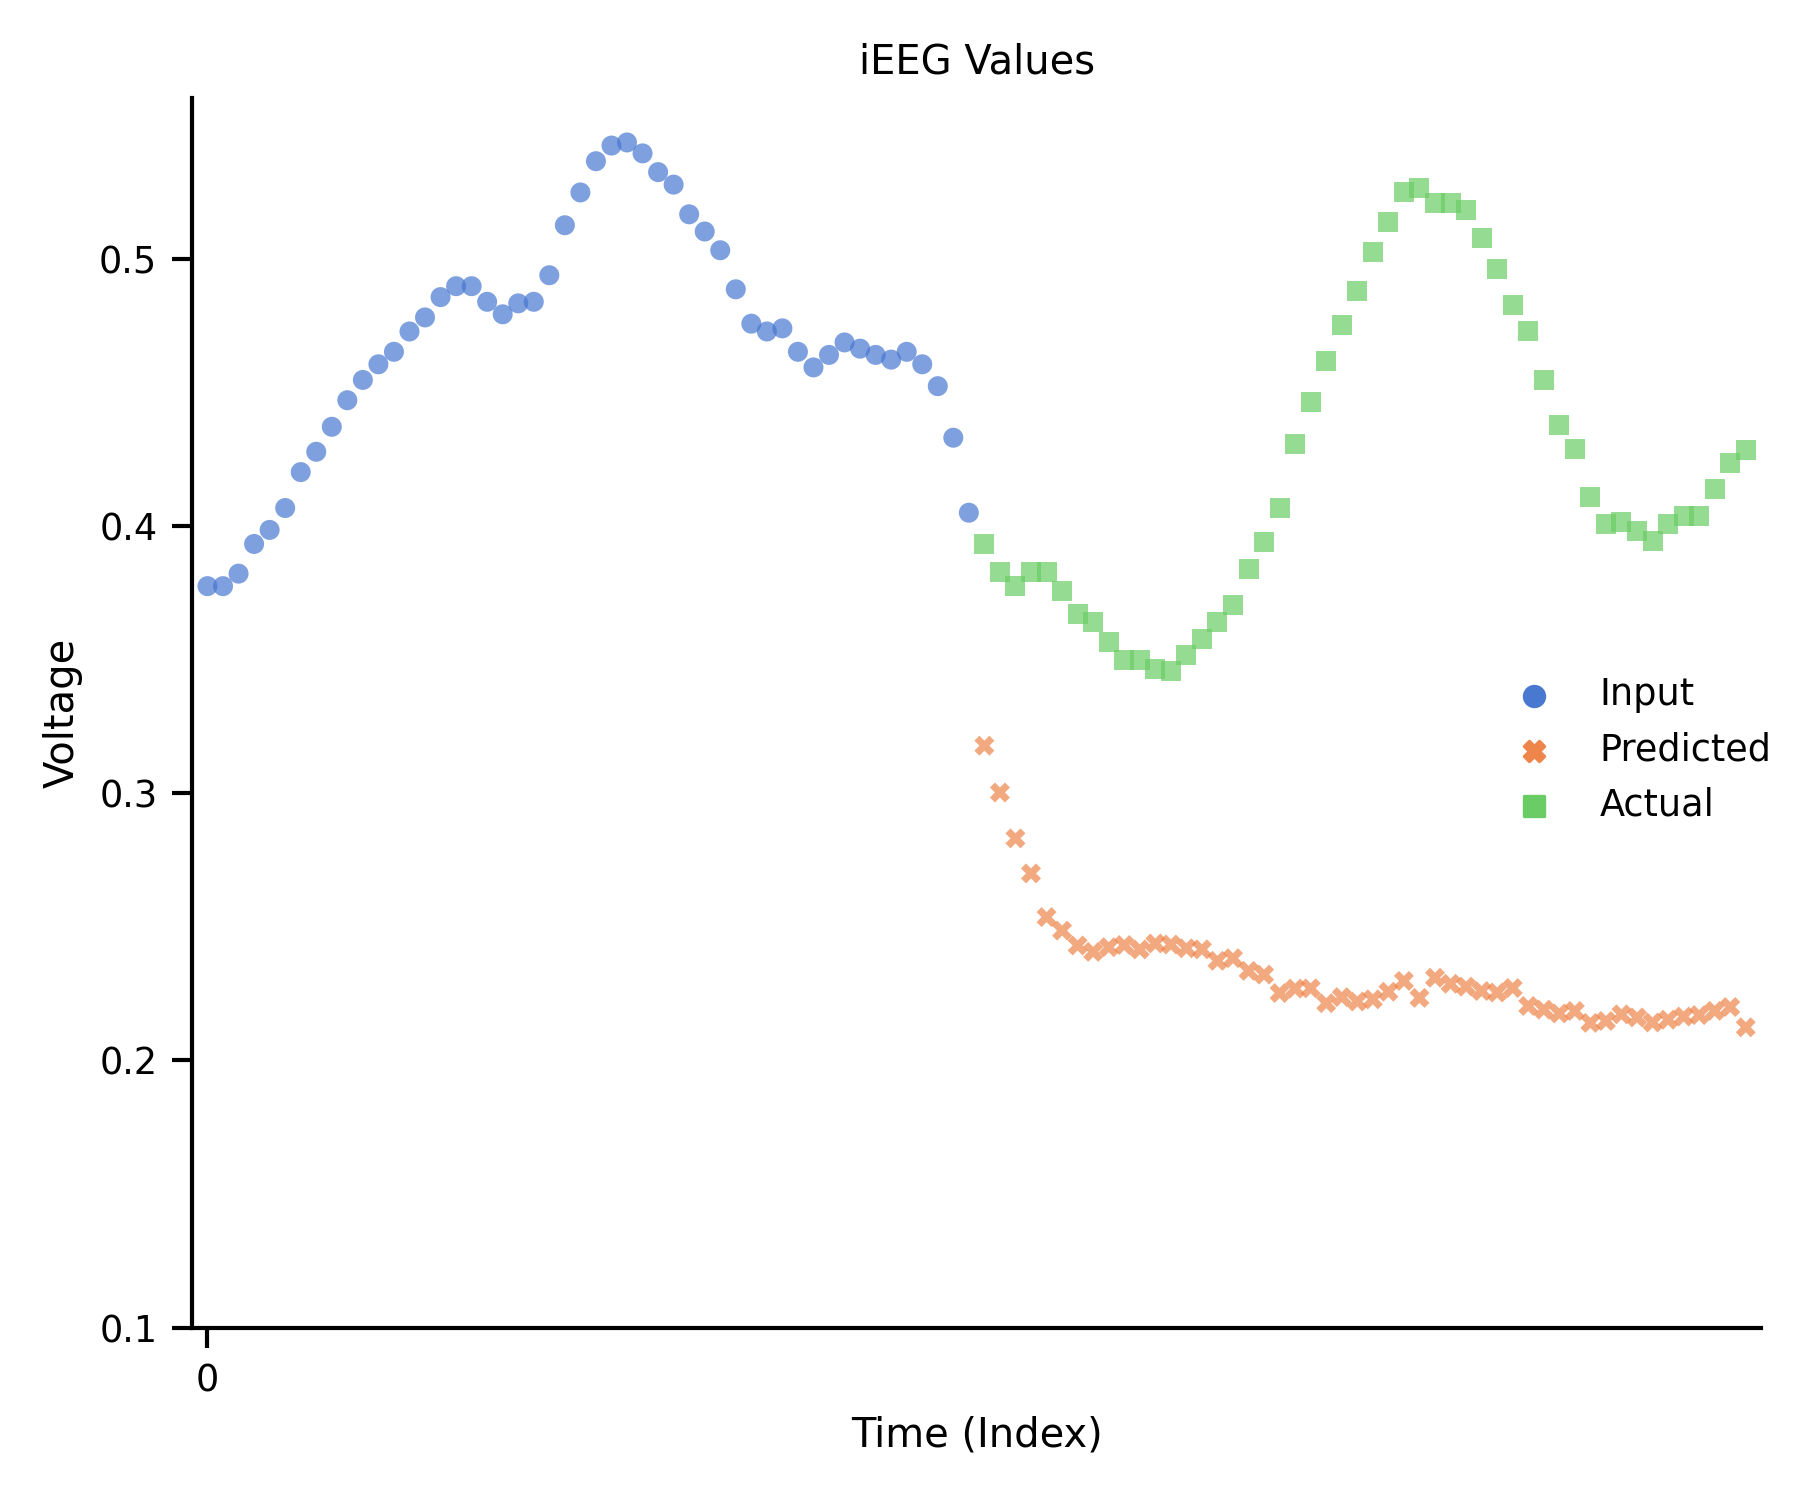 iEEG Values
0.5
0.4
0.3
0.2
0.1
Voltage
Input
Predicted
Actual
0
Time (Index)